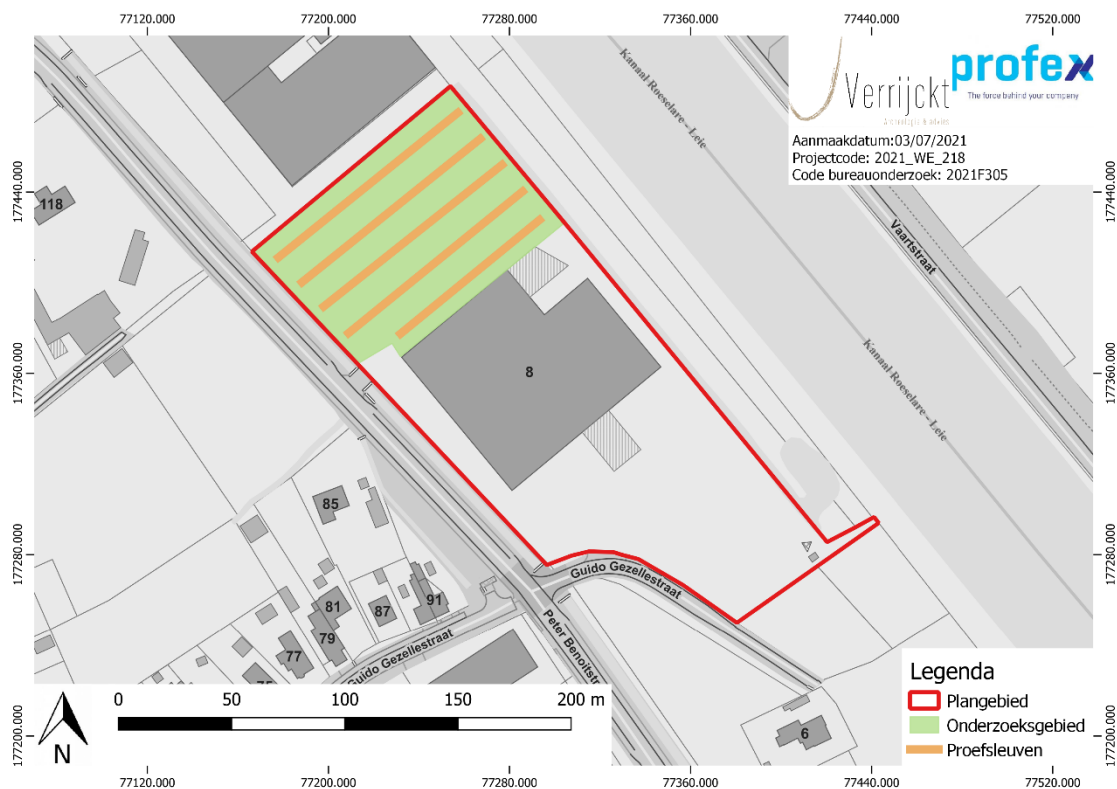 77120.000 77200.000 77280.000 77360.000 77440.000 77520.000
177440.000
177360.000
177280.000
177200.000
Kanaal Roeselare - Leie
Verrijckt
Archeologie & advies
profex
The force behind your company
Aanmaakdatum:03/07/2021
Projectcode: 2021_WE_218
Code bureauonderzoek: 2021F305
177440.000
177360.000
177280.000
177200.000
118
Vaartstraat
Kanaal Roeselare - Leie
8
85
Guido Gezellestraat
81
87
91
79
77
75
Guido Gezellestraat
Peter Benoitstra
6
Legenda
Plangebied
Onderzoeksgebied
Proefsleuven
0 50 100 150 200 m
N
77120.000 77200.000 77280.000 77360.000 77440.000 77520.000